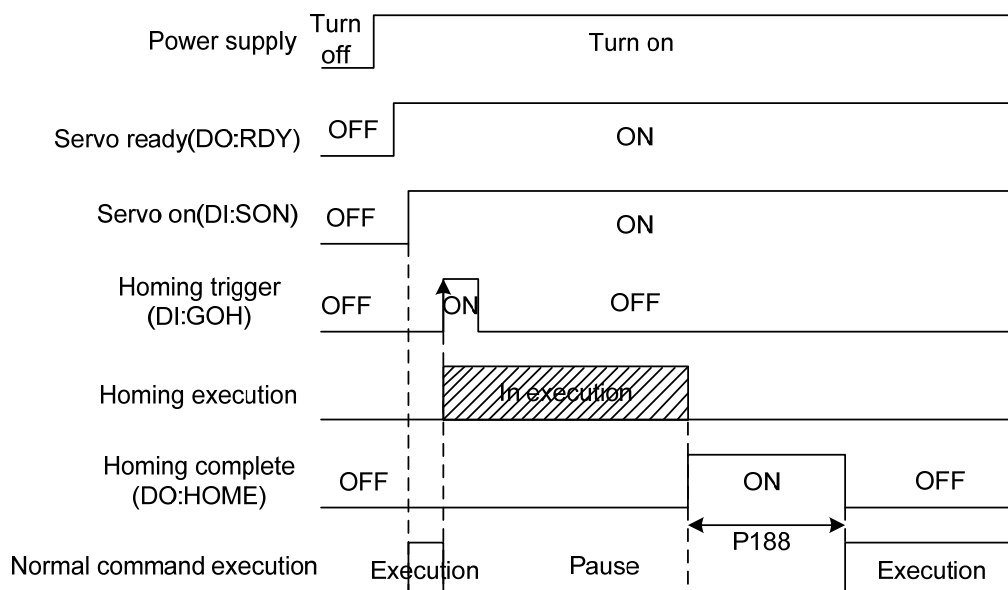 Power supply
Turn
off
Turn on
Servo ready(DO:RDY)
OFF
ON
Servo on(DI:SON)
OFF
ON
Homing trigger
(DI:GOH)
OFF
ON
OFF
Homing execution
In execution
Homing complete
(DO:HOME)
OFF
ON
OFF
P188
Normal command execution
Execution
Pause
Execution